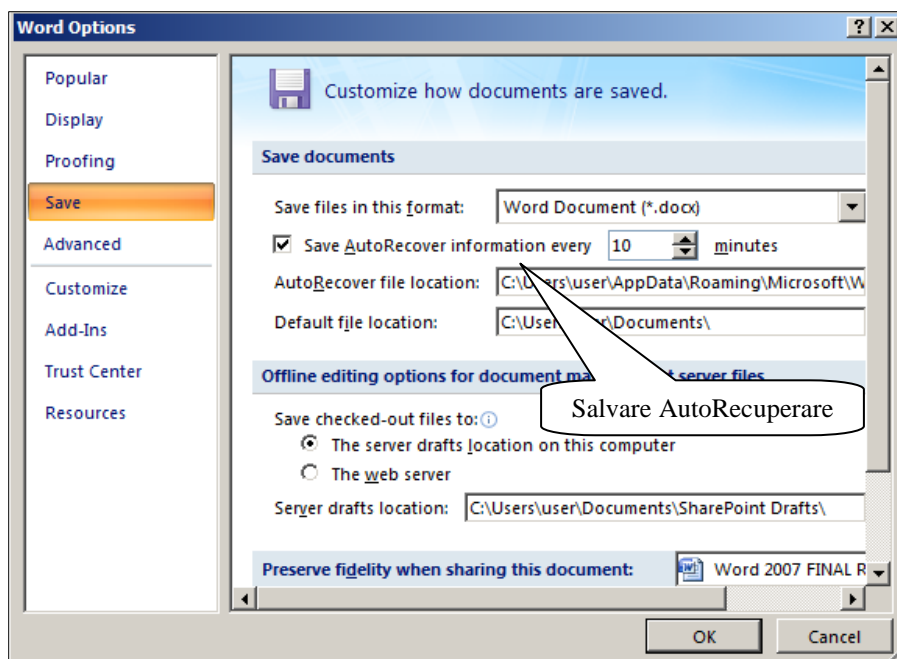 Word Options
Popular
Display
Proofing
Save
Advanced
Customize
Add-Ins
Trust Center
Resources
Customize how documents are saved.
Save documents
Save files in this format: Word Document (*.docx)
Save AutoRecover information every 10 minutes
AutoRecover file location: C:\Users\user\AppData\Roaming\Microsoft\W
Default file location: C:\User Documents\
Offline editing options for document server files
Salvare AutoRecuperare
Save checked-out files to:
The server drafts location on this computer
The web server
Server drafts location: C:\Users\user\Documents\SharePoint Drafts\
Preserve fidelity when sharing this document: Word 2007 FINAL R
OK Cancel